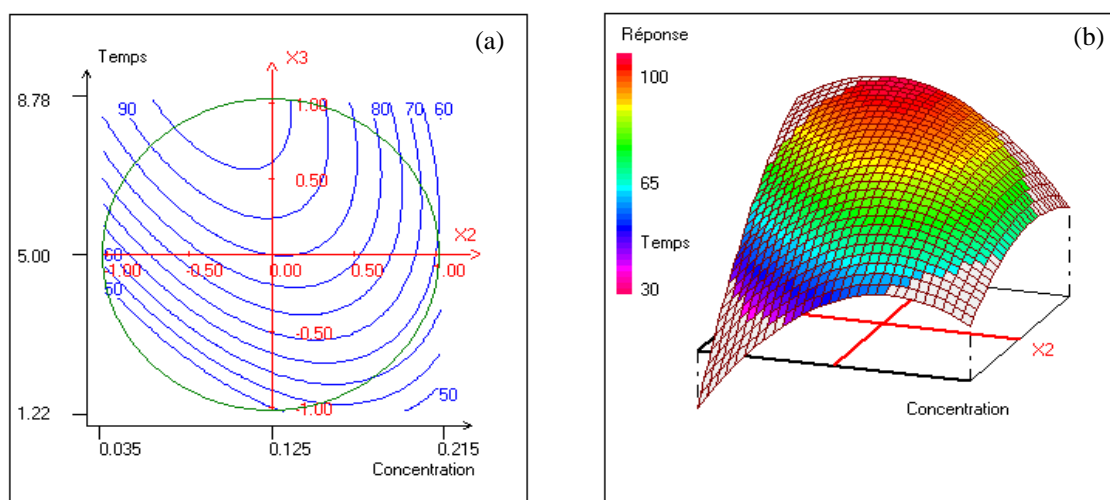 (a)
Temps
X3
8.78
90
1.00
80
70
60
0.50
X2
5.00
60
-1.00
-0.50
0.00
0.50
1.00
50
-0.50
50
1.22
-1.00
0.035
0.125
0.215
Concentration
(b)
Réponse
100
65
Temps
30
X2
Concentration